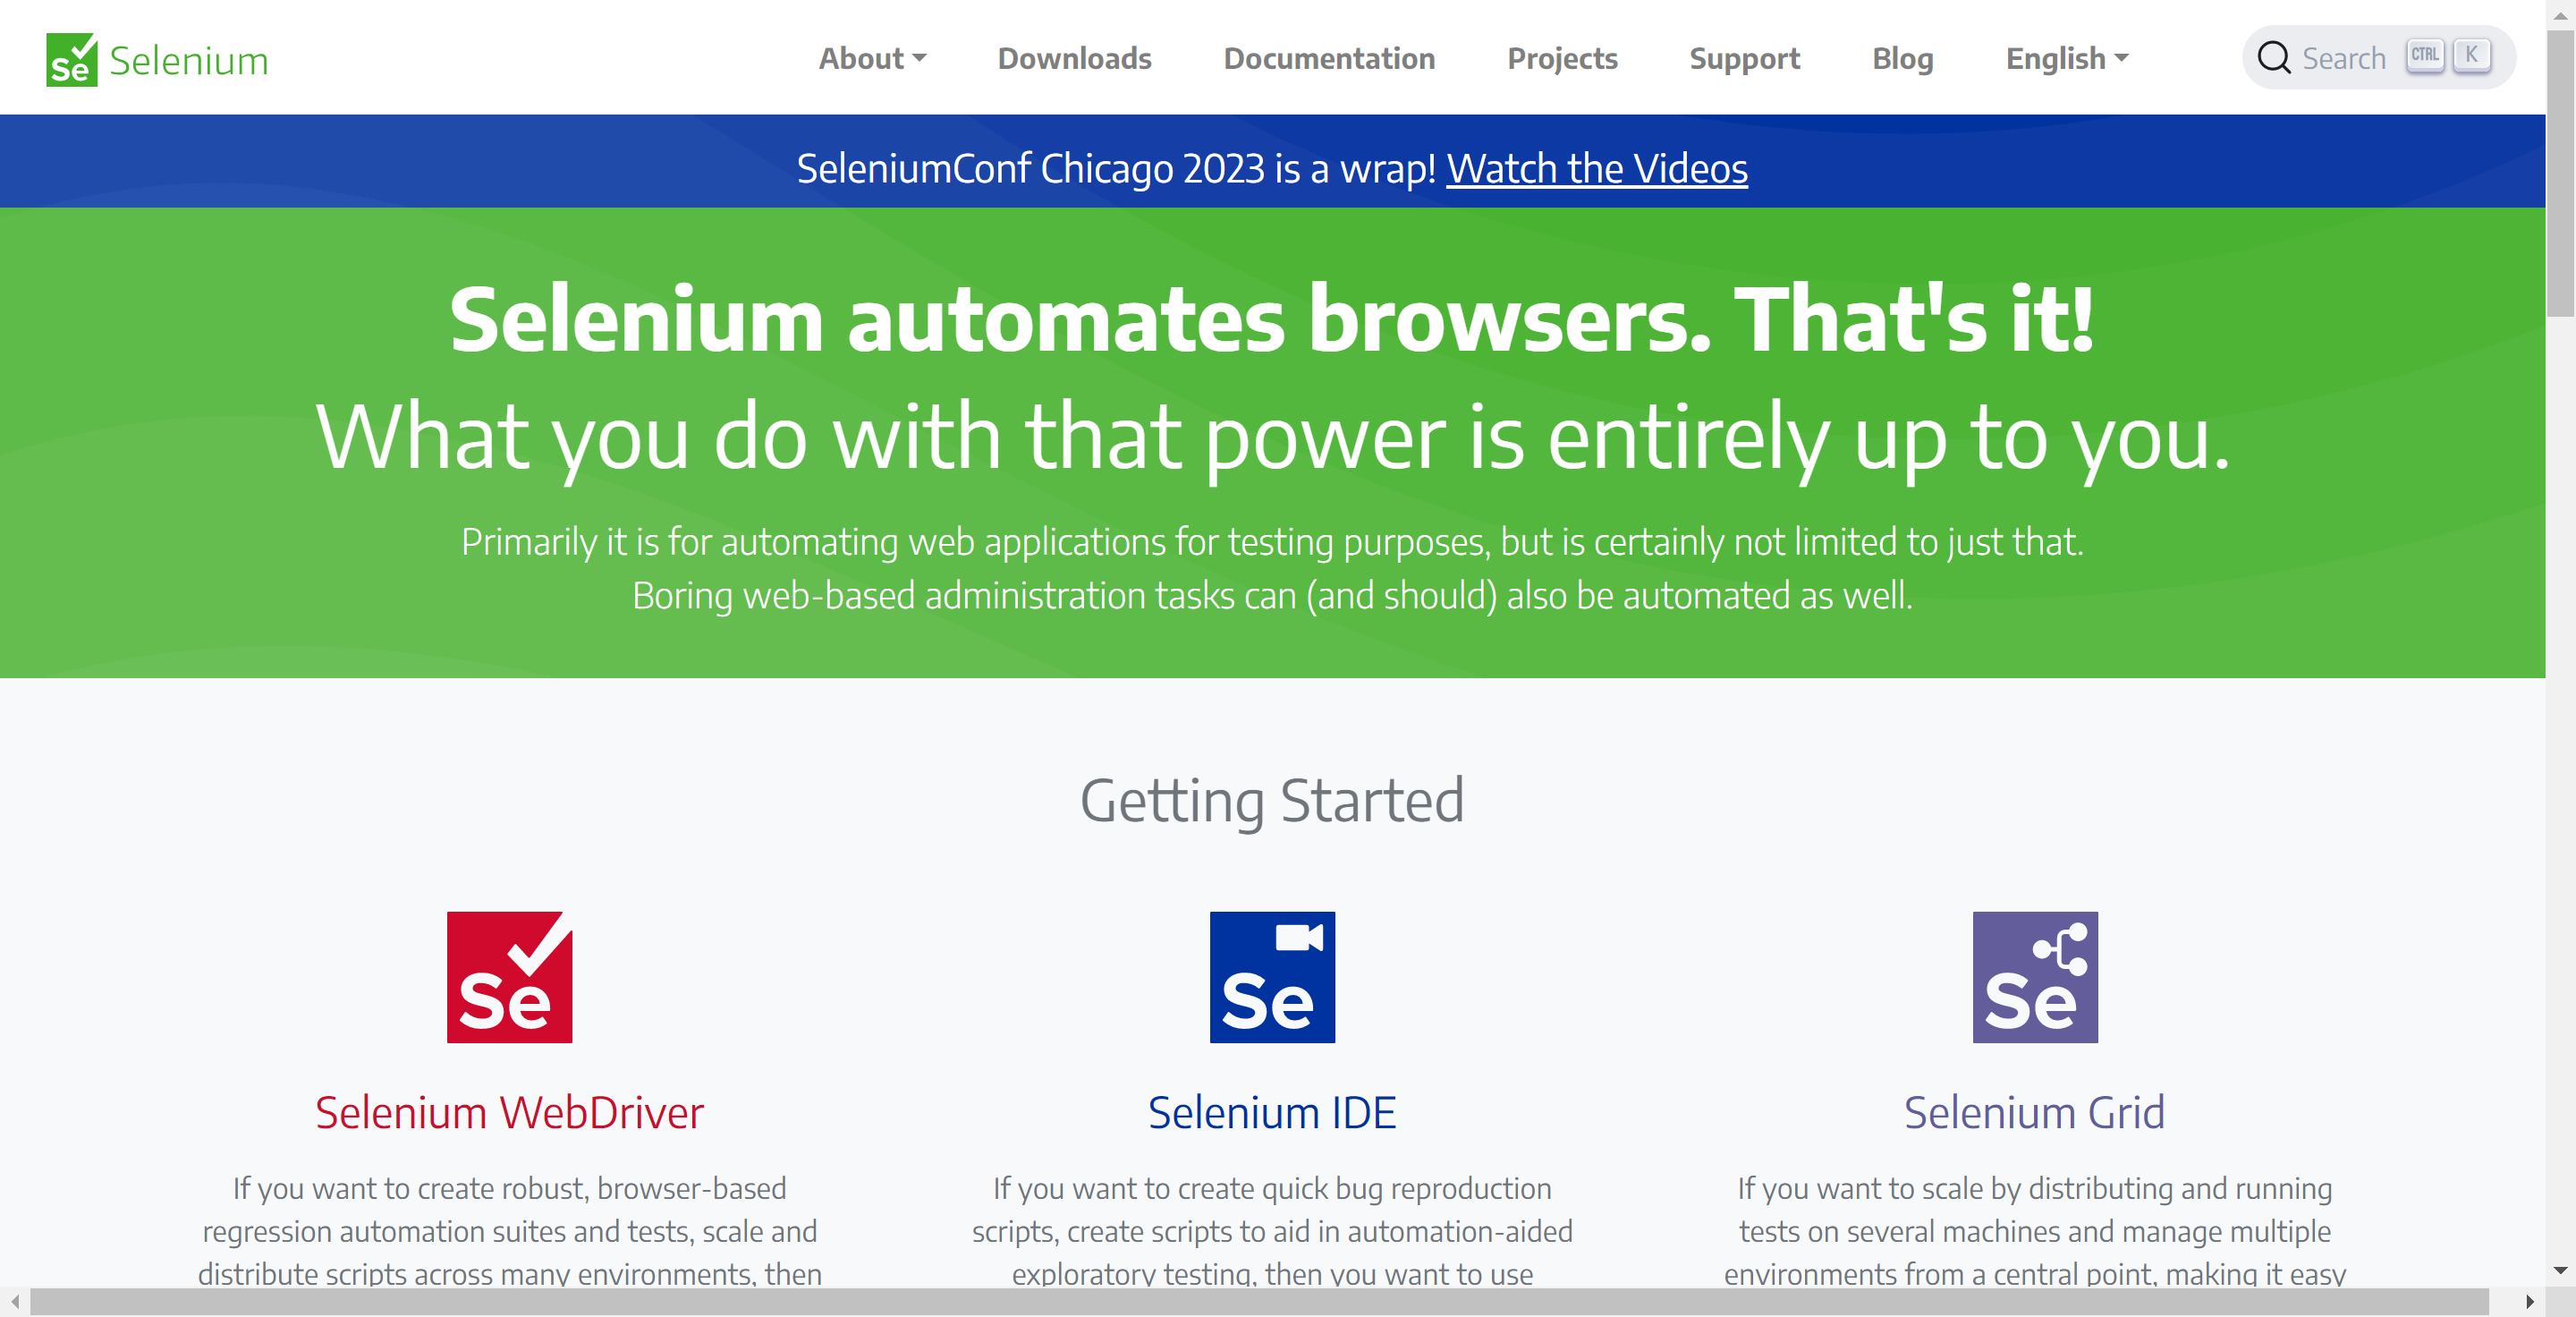 Se Selenium
About Downloads Documentation Projects Support Blog English Search CTRL K
SeleniumConf Chicago 2023 is a wrap! Watch the Videos
Selenium automates browsers. That's it!
What you do with that power is entirely up to you.
Primarily it is for automating web applications for testing purposes, but is certainly not limited to just that.
Boring web-based administration tasks can (and should) also be automated as well.
Getting Started
Se
Selenium WebDriver
If you want to create robust, browser-based
regression automation suites and tests, scale and
distribute scripts across many environments, then
Se
Selenium IDE
If you want to create quick bug reproduction
scripts, create scripts to aid in automation-aided
exploratory testing, then you want to use
Se
Selenium Grid
If you want to scale by distributing and running
tests on several machines and manage multiple
environments from a central point, making it easy